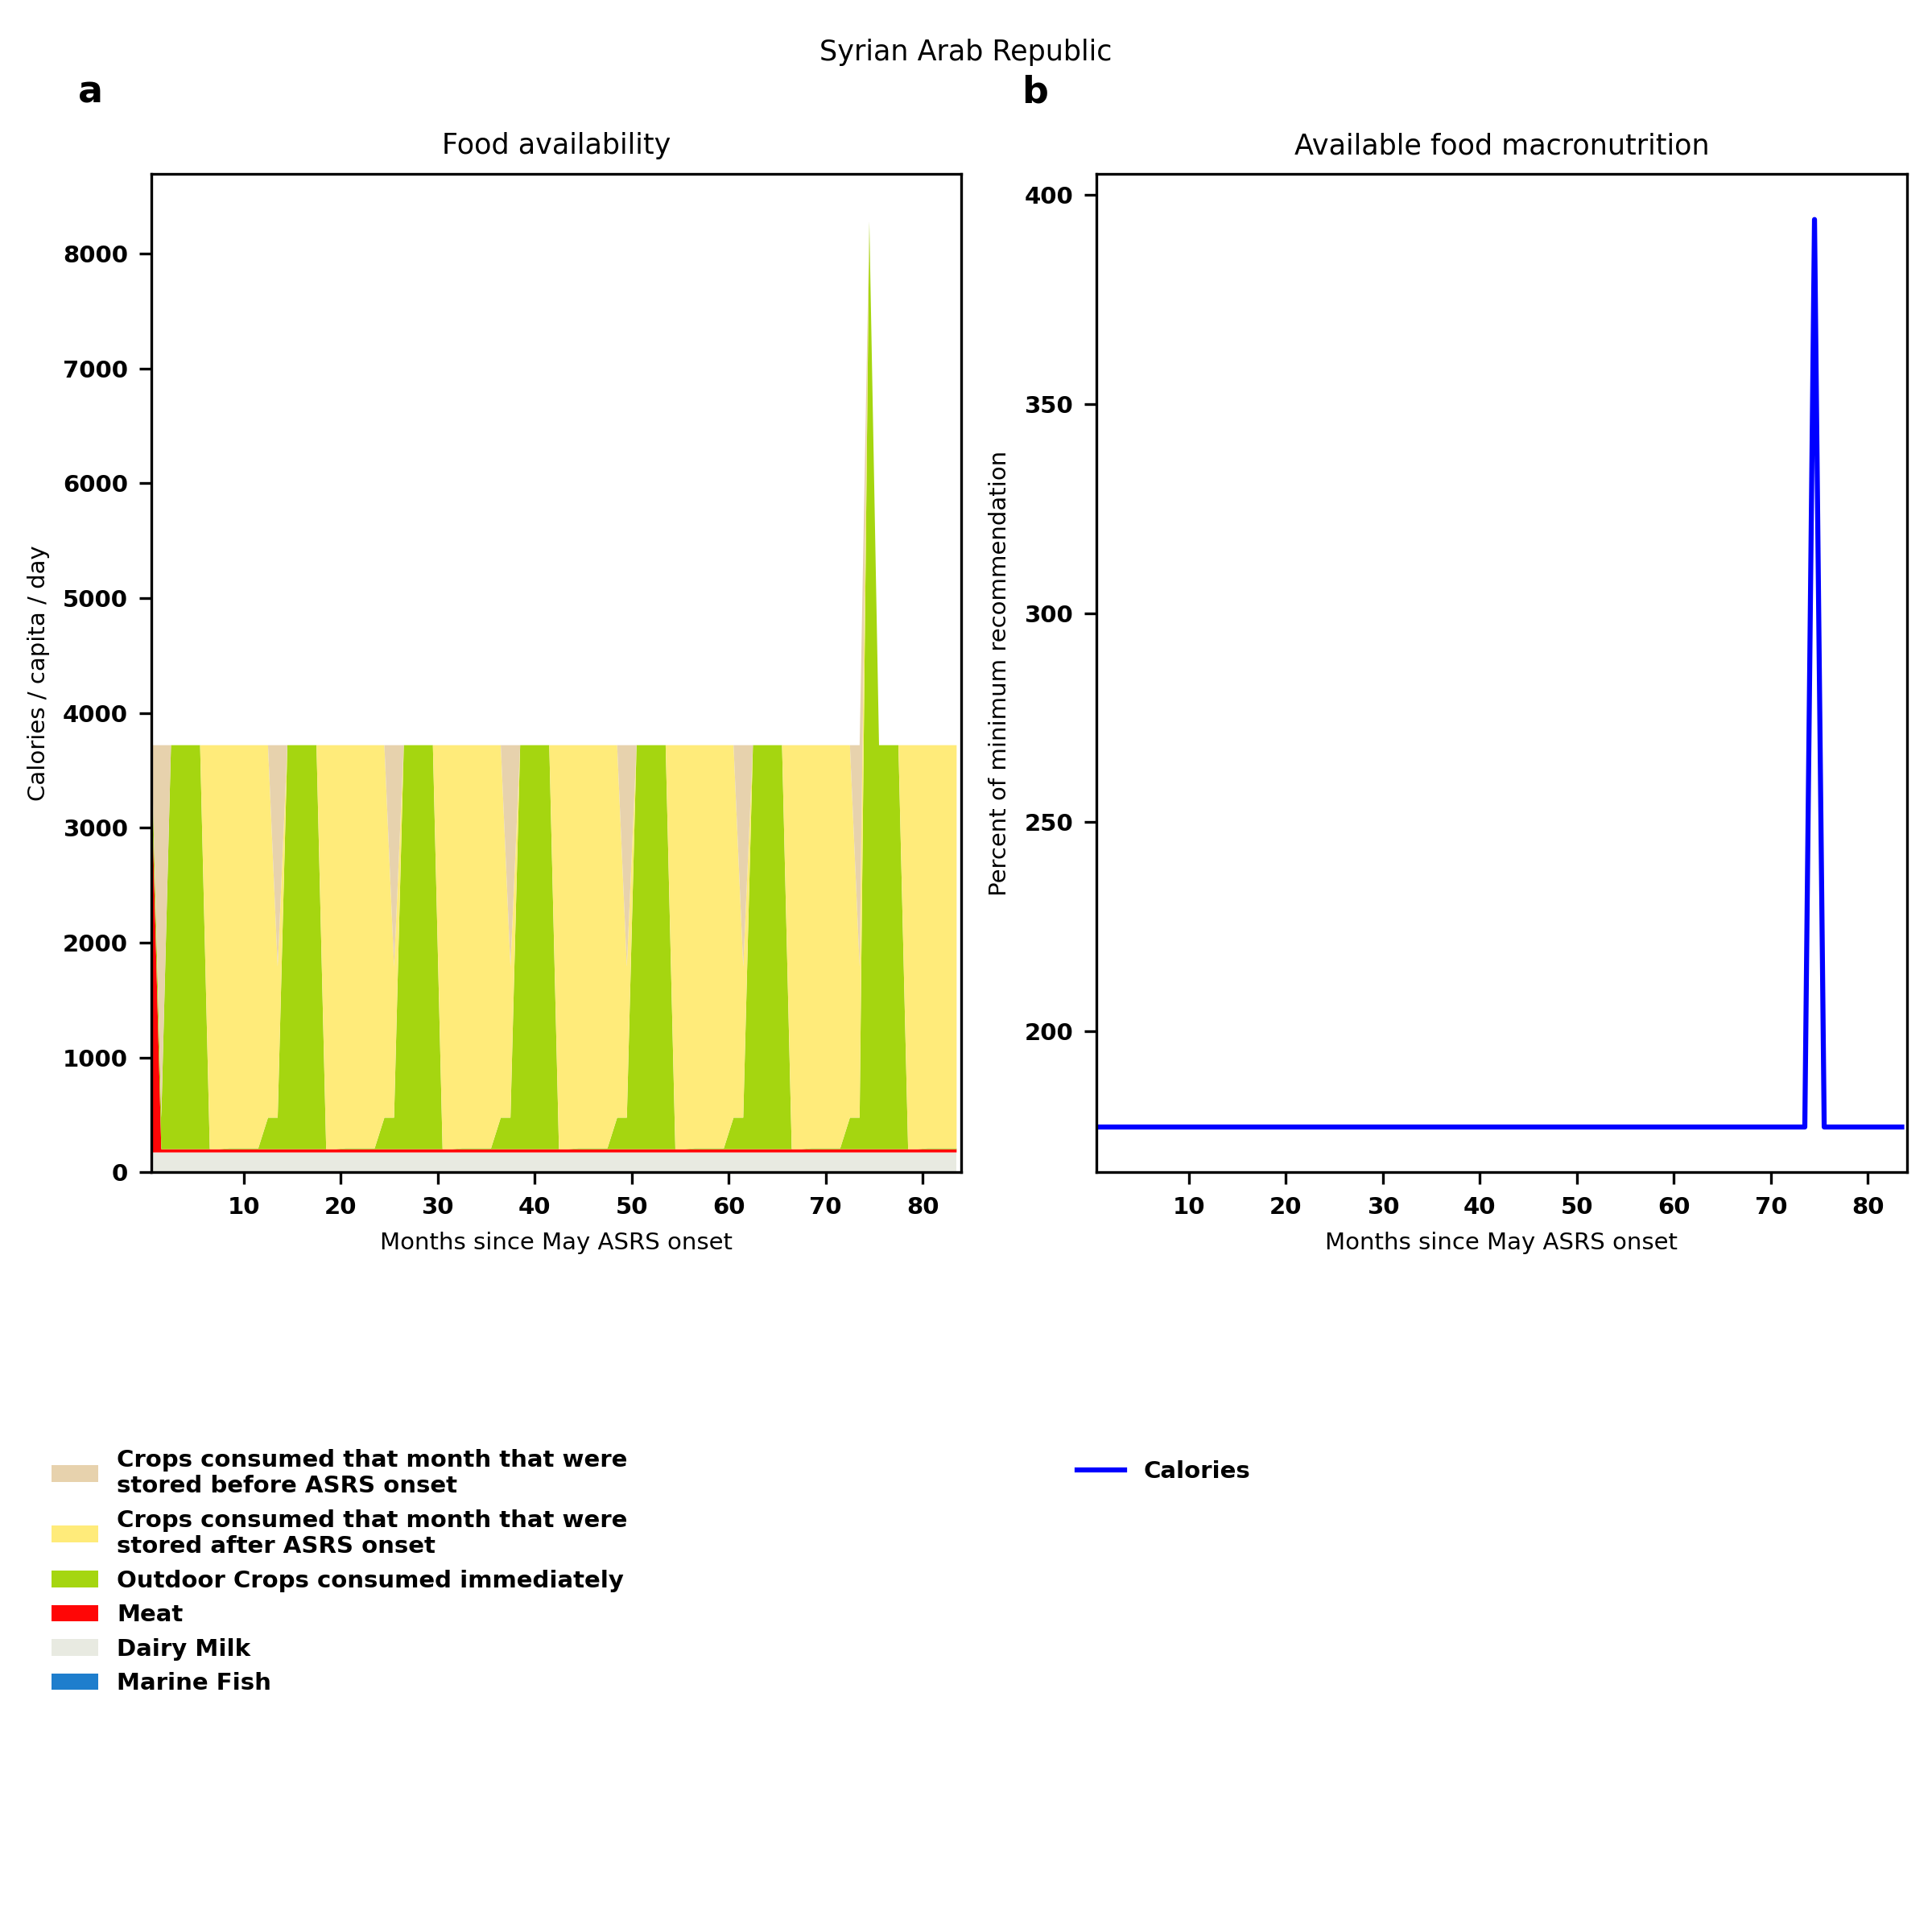 Syrian Arab Republic
a
b
Food availability
Available food macronutrition
Calories / capita / day
8000
7000
6000
5000
4000
3000
2000
1000
0
10 20 30 40 50 60 70 80
Months since May ASRS onset
Percent of minimum recommendation
400
350
300
250
200
10 20 30 40 50 60 70 80
Months since May ASRS onset
Crops consumed that month that were
stored before ASRS onset
Crops consumed that month that were
stored after ASRS onset
Outdoor Crops consumed immediately
Meat
Dairy Milk
Marine Fish
Calories